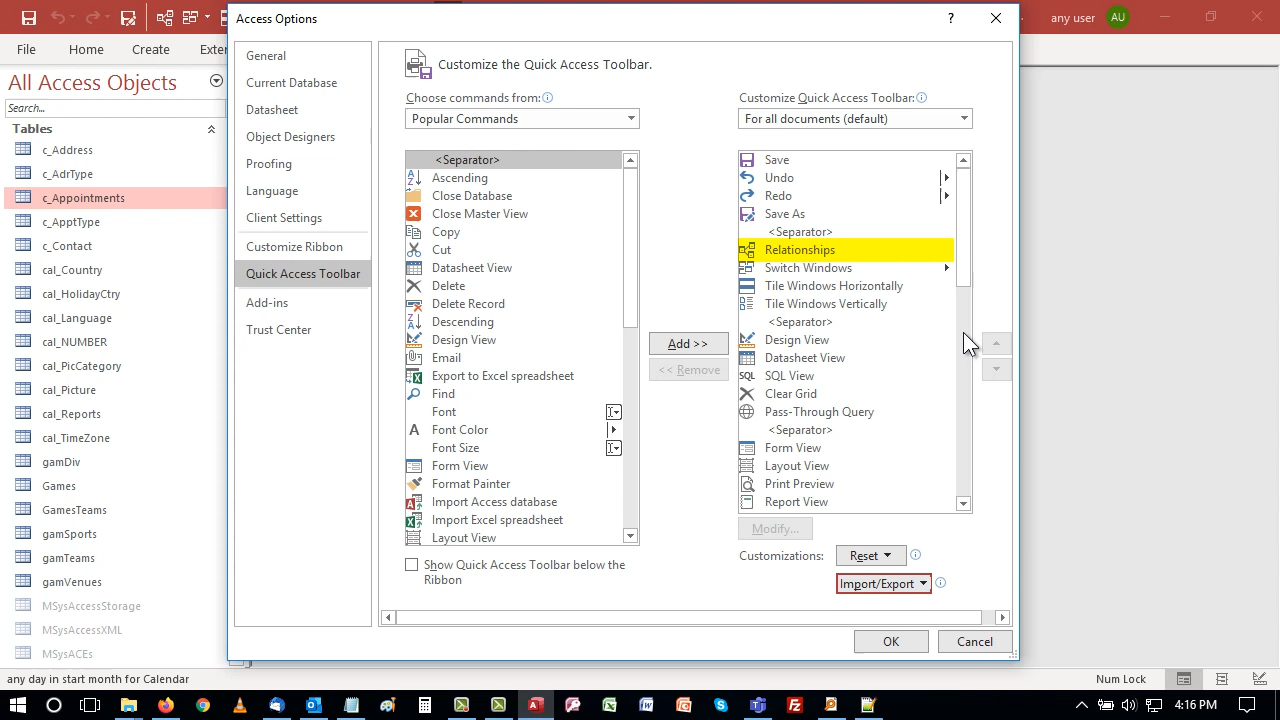 Access Options
?
any user
AU
File
Home
Create
Exter
All Access Objects
Search...
Tables
c_Address
c_AdrType
c_Appointments
c_ApptType
c_Contact
cal_Country
cal_HolidayCtry
cal_Language
cal_NUMBER
cal_PicCategory
cal_Picture
cal_Reports
cal_TimeZone
gamDiv
Games
GamesTeams
gamSports
gamTeams
gamVenues
MSysAccessStorage
MSysAccessXML
MSysACEs
General
Current Database
Datasheet
Object Designers
Proofing
Language
Client Settings
Customize Ribbon
Quick Access Toolbar
Add-ins
Trust Center
Customize the Quick Access Toolbar.
Choose commands from:
Popular Commands
<Separator>
Ascending
Close Database
Close Master View
Copy
Cut
Datasheet View
Delete
Delete Record
Descending
Design View
Email
Export to Excel spreadsheet
Find
Font
Font Color
Font Size
Form View
Format Painter
Import Access database
Import Excel spreadsheet
Layout View
Show Quick Access Toolbar below the
Ribbon
Add >>
<< Remove
Customize Quick Access Toolbar:
For all documents (default)
Save
Undo
Redo
Save As
<Separator>
Relationships
Switch Windows
Tile Windows Horizontally
Tile Windows Vertically
<Separator>
Design View
Datasheet View
SQL SQL View
Clear Grid
Pass-Through Query
<Separator>
Form View
Layout View
Print Preview
Report View
Modify...
Customizations:
Reset
Import/Export
OK
Cancel
any day in start month for Calendar
Num Lock
4:16 PM